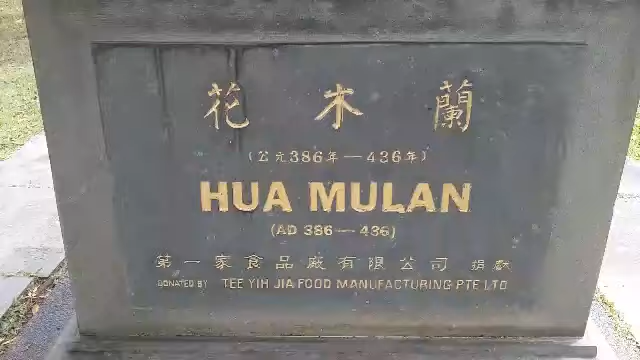 花木蘭
(公元386年—436年)
HUA MULAN
(AD 386—436)
第一家食品廠有限公司 捐獻
DONATED BY TEE YIH JIA FOOD MANUFACTURING PTE LTD